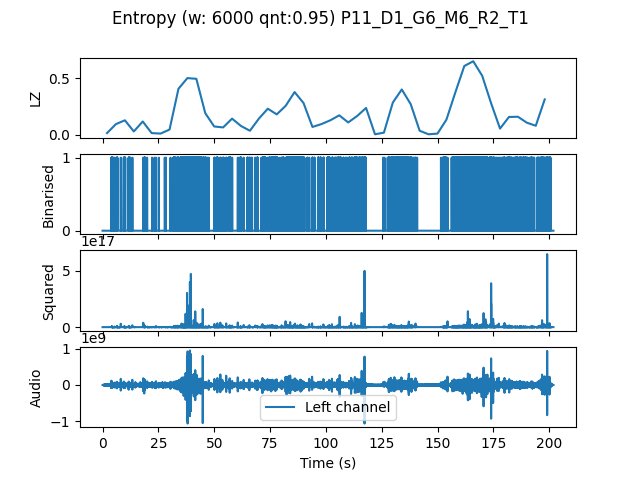 Entropy (w: 6000 qnt:0.95) P11_D1_G6_M6_R2_T1
0.5
0.0
LZ
1
0
Binarised
1e17
5
0
Squared
1e9
1
0
−1
Audio
Left channel
0 25 50 75 100 125 150 175 200
Time (s)